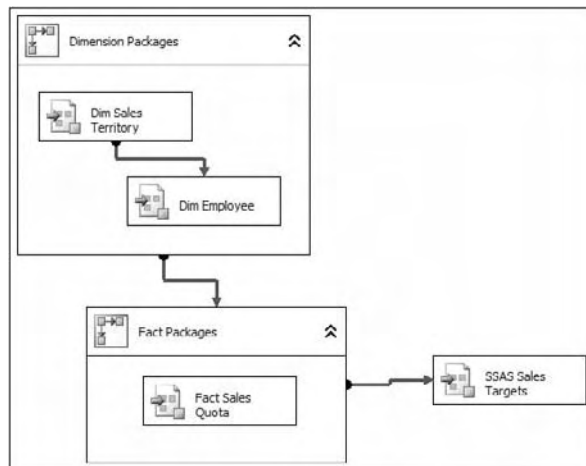 Dimension Packages
Dim Sales
Territory
Dim Employee
Fact Packages
Fact Sales
Quota
SSAS Sales
Targets